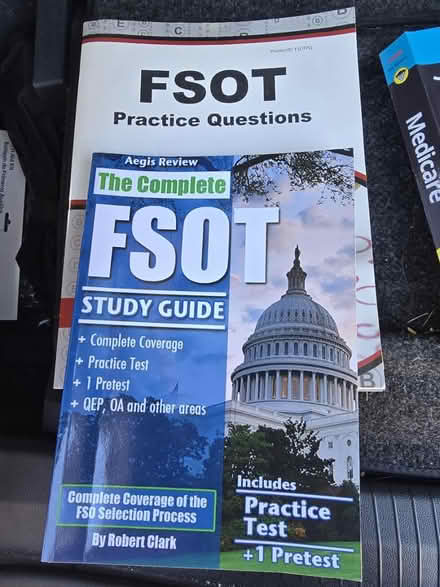 FSOT
Practice Questions
Aegis Review
The Complete
FSOT
STUDY GUIDE
+ Complete Coverage
+ Practice Test
+ 1 Pretest
+ QEP, OA and other areas
Complete Coverage of the
FSO Selection Process
By Robert Clark
Includes
Practice
Test
+1 Pretest
Medicare